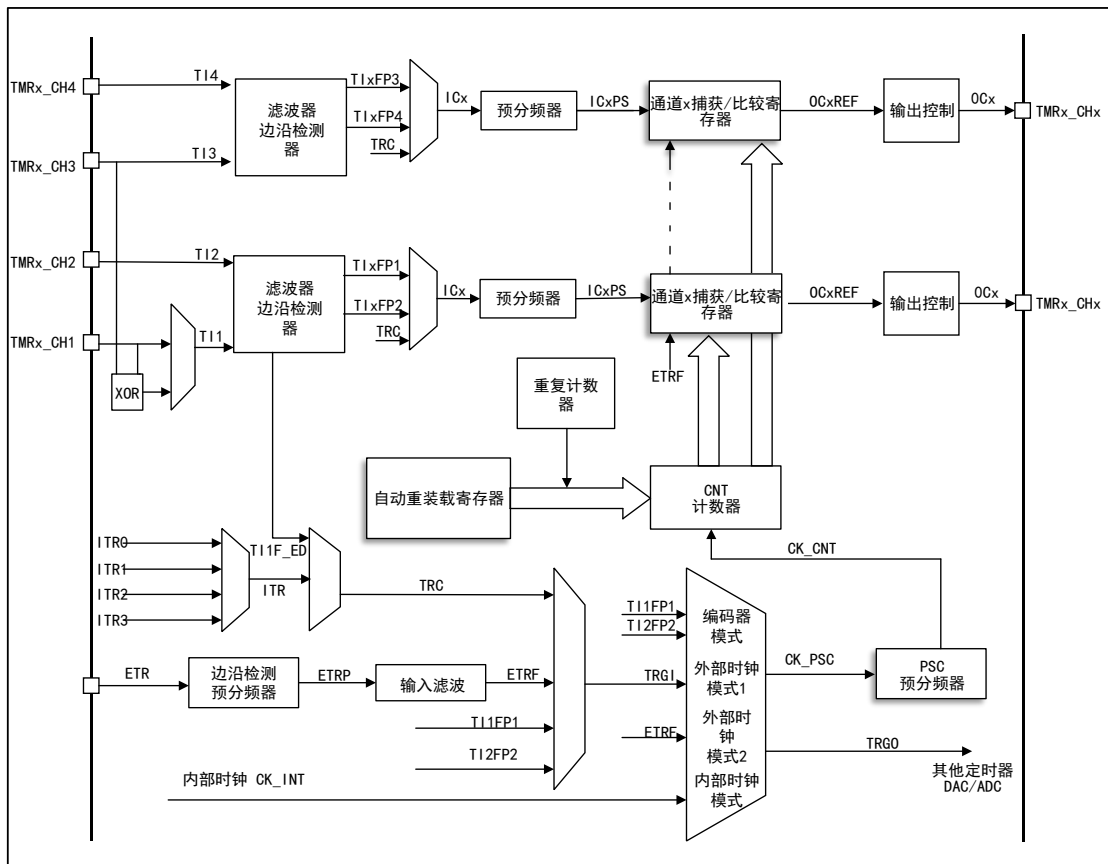 TMRx_CH4
TI4
滤波器
边沿检测
器
TIxFP3
TIxFP4
TRC
ICx
预分频器
ICxPS
通道x捕获/比较寄
存器
OCxREF
输出控制
OCx
TMRx_CHx
TMRx_CH3
TI3
TMRx_CH2
TI2
滤波器
边沿检测
器
TIxFP1
TIxFP2
TRC
ICx
预分频器
ICxPS
通道x捕获/比较寄
存器
OCxREF
输出控制
OCx
TMRx_CHx
TMRx_CH1
TI1
XOR
ETRF
重复计数
器
自动重装载寄存器
CNT
计数器
CK_CNT
ITR0
ITR1
ITR2
ITR3
ITR
TI1F_ED
TRC
TI1FP1
TI2FP2
编码器
模式
外部时钟
模式1
外部时
钟
模式2
内部时钟
模式
CK_PSC
PSC
预分频器
ETR
边沿检测
预分频器
ETRP
输入滤波
ETRF
TRGI
TI1FP1
TI2FP2
ETRF
TRGO
其他定时器
DAC/ADC
内部时钟 CK_INT